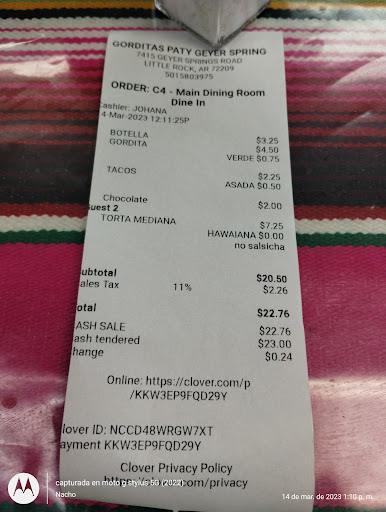 GORDITAS PATY GEYER SPRING
7415 GEYER SPRINGS ROAD
LITTLE ROCK, AR 72209
5015803975
ORDER: C4 - Main Dining Room
Dine In
Cashier: JOHANA
4-Mar-2023 12:11:25P
BOTELLA $3.25
GORDITA $4.50
VERDE $0.75
TACOS $2.25
ASADA $0.50
Chocolate $2.00
Guest 2
TORTA MEDIANA $7.25
HAWAIANA $0.00
no salsicha
ubtotal $20.50
ales Tax 11% $2.26
otal $22.76
ASH SALE $22.76
ash tendered $23.00
hange $0.24
Online: https://clover.com/p
/KKW3EP9FQD29Y
lover ID: NCCD48WRGW7XT
ayment KKW3EP9FQD29Y
Clover Privacy Policy
.com/privacy
capturada en moto g stylus 5G (2022)
Nacho
14 de mar. de 2023 1:10 p. m.